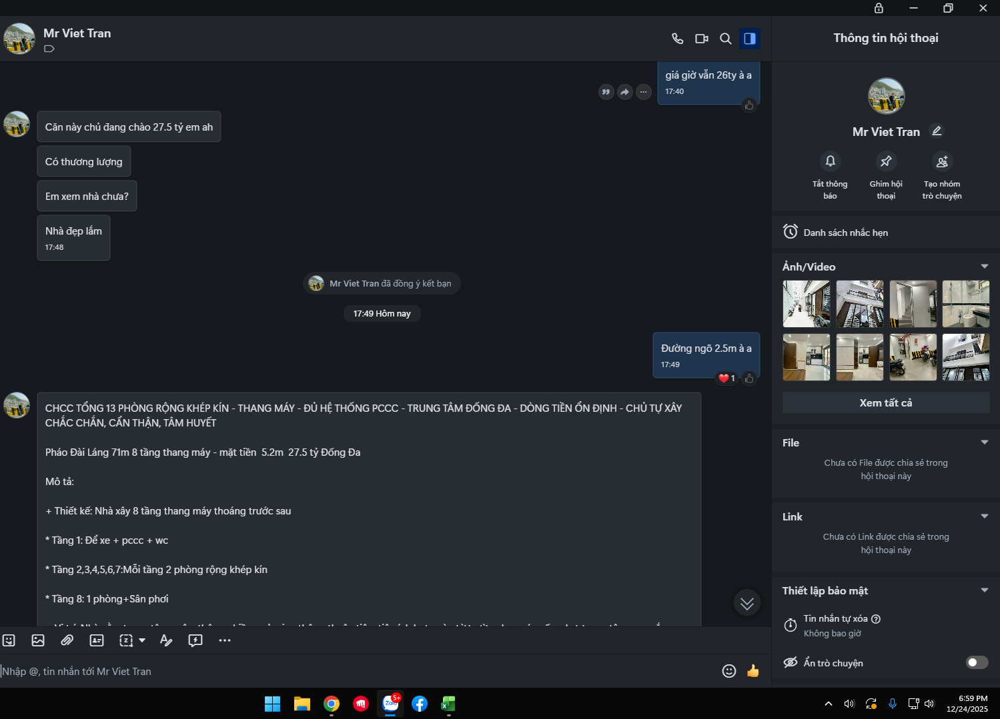 Mr Viet Tran
Thông tin hội thoại
giá giờ vẫn 26ty à a
17:40
Căn này chủ đang chào 27.5 tỷ em ah
Có thương lượng
Em xem nhà chưa?
Nhà đẹp lắm
17:48
Mr Viet Tran đã đồng ý kết bạn
17:49 Hôm nay
Đường ngõ 2.5m à a
17:49
1
CHCC TỔNG 13 PHÒNG RỘNG KHÉP KÍN - THANG MÁY - ĐỦ HỆ THỐNG PCCC - TRUNG TÂM ĐỐNG ĐA - DÒNG TIỀN ỔN ĐỊNH - CHỦ TỰ XÂY
CHẮC CHẮN, CẨN THẬN, TÂM HUYẾT
Pháo Đài Láng 71m 8 tầng thang máy - mặt tiền  5.2m  27.5 tỷ Đống Đa
Mô tả:
+ Thiết kế: Nhà xây 8 tầng thang máy thoáng trước sau
* Tầng 1: Để xe + pccc + wc
* Tầng 2,3,4,5,6,7:Mỗi tầng 2 phòng rộng khép kín
* Tầng 8: 1 phòng+Sân phơi
Nhập @, tin nhắn tới Mr Viet Tran
Mr Viet Tran
Tắt thông
báo
Ghim hội
thoại
Tạo nhóm
trò chuyện
Danh sách nhắc hẹn
Ảnh/Video
Xem tất cả
File
Chưa có File được chia sẻ trong
hội thoại này
Link
Chưa có Link được chia sẻ trong
hội thoại này
Thiết lập bảo mật
Tin nhắn tự xóa
Không bao giờ
Ẩn trò chuyện
Zalo
5+
6:59 PM
12/24/2025